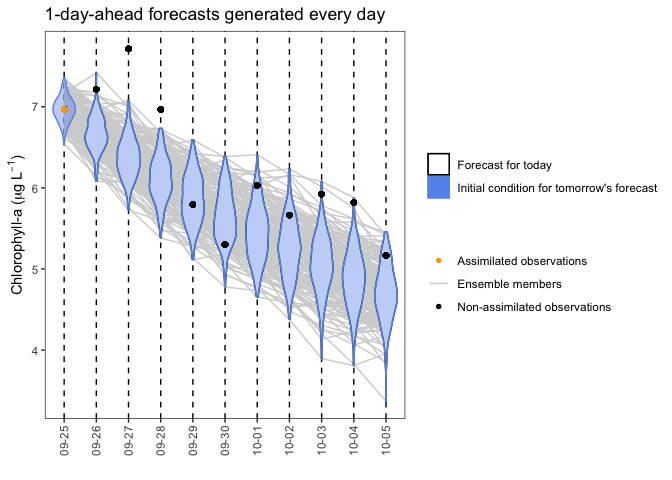 1-day-ahead forecasts generated every day
Chlorophyll-a (μg L⁻¹)
7
6
5
4
09-25
09-26
09-27
09-28
09-29
09-30
10-01
10-02
10-03
10-04
10-05
Forecast for today
Initial condition for tomorrow's forecast
Assimilated observations
Ensemble members
Non-assimilated observations